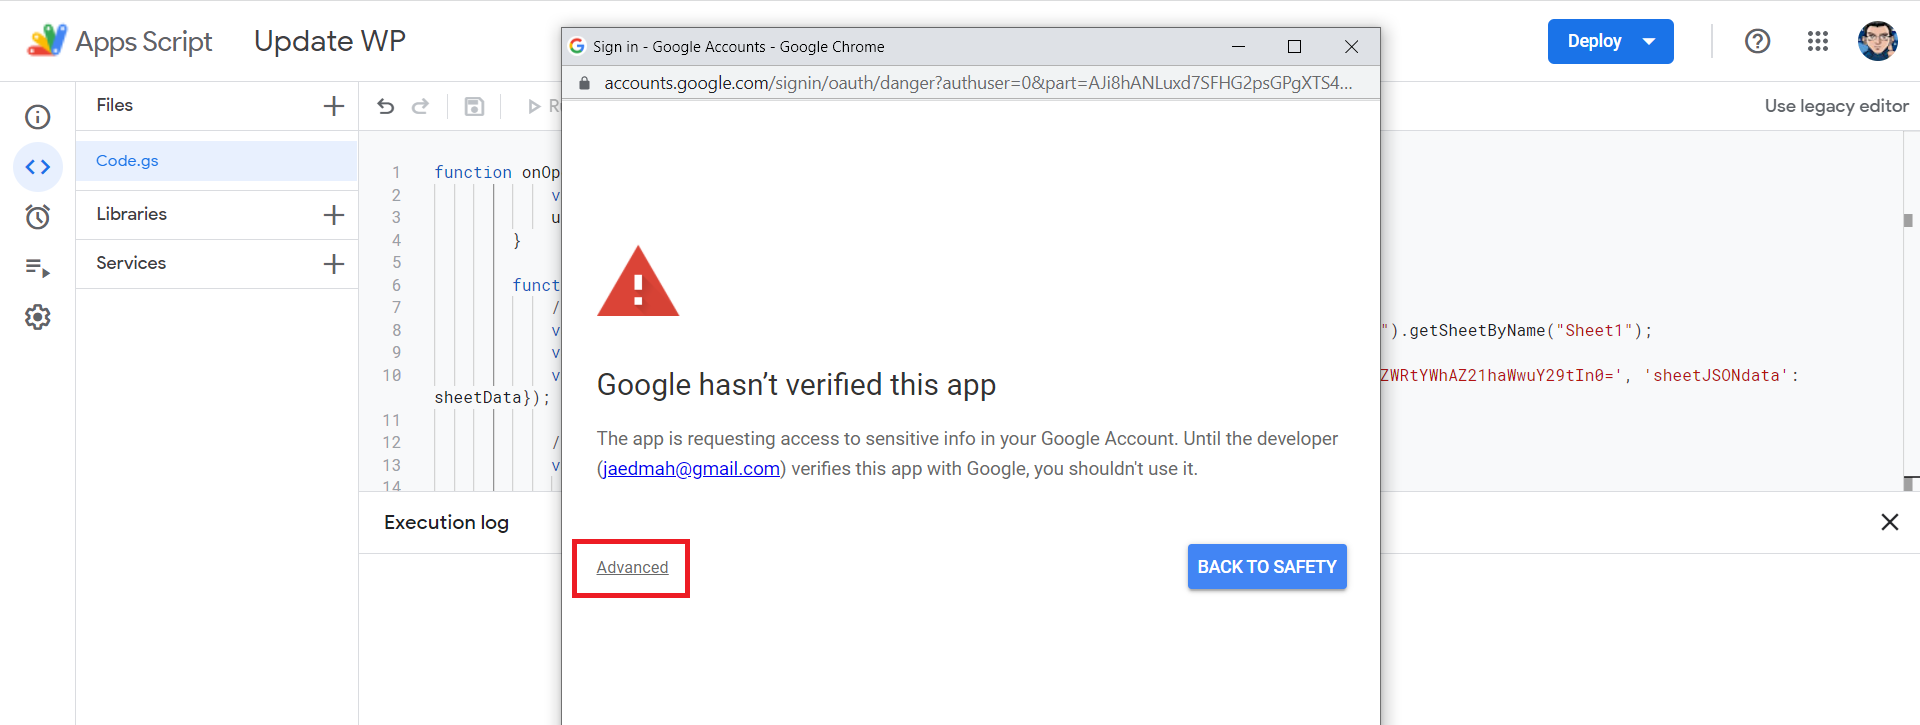 Apps Script
Update WP
Deploy
Use legacy editor
Files
Code.gs
Libraries
Services
1 function onOp
2 v
3 u
4 }
5
6 funct
7 /
8 v
9 v
10 v
sheetData});
11
12 /
13 v
14
Sign in - Google Accounts - Google Chrome
accounts.google.com/signin/oauth/danger?authuser=0&part=AJi8hANLuxd7SFHG2psGPgXTS4...
Google hasn't verified this app
The app is requesting access to sensitive info in your Google Account. Until the developer
(jaedmah@gmail.com) verifies this app with Google, you shouldn't use it.
Advanced
BACK TO SAFETY
").getSheetByName("Sheet1");
ZWRtYWhAZ21haWwuY29tIn0=', 'sheetJSONdata':
Execution log